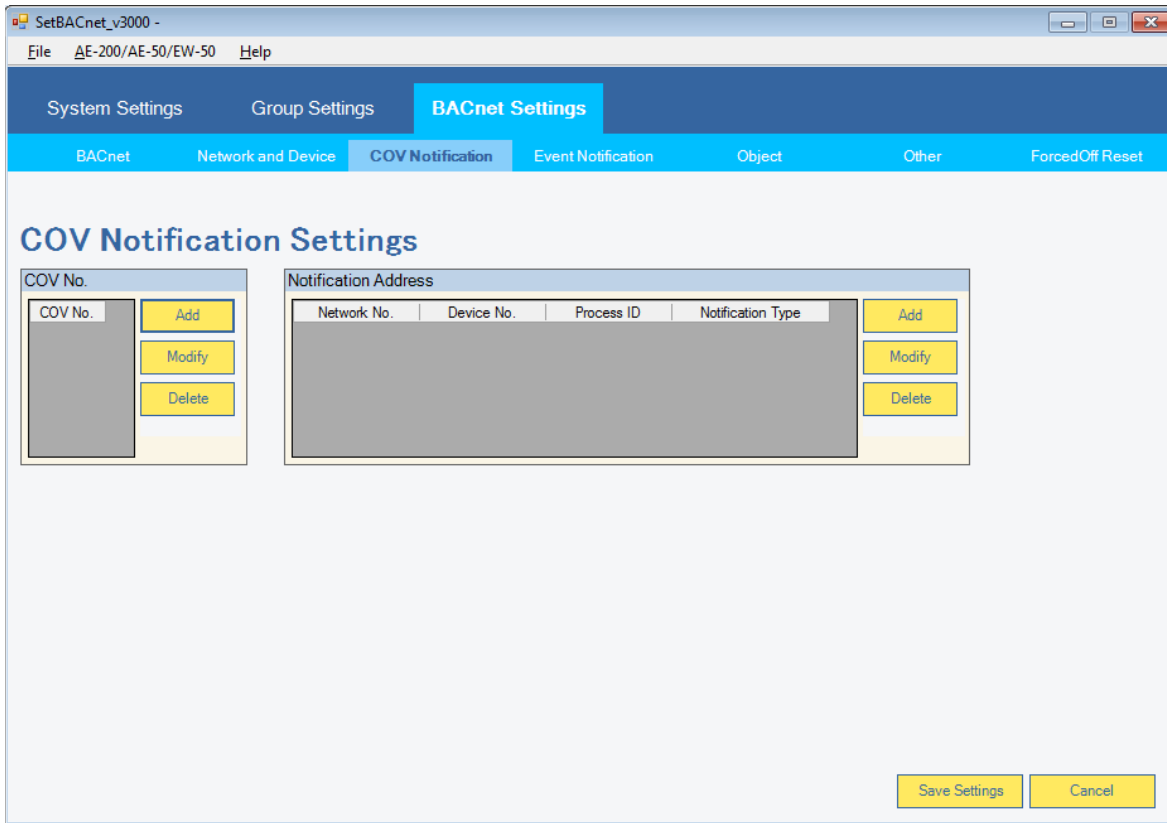 SetBACnet_v3000 -
File AE-200/AE-50/EW-50 Help
System Settings Group Settings BACnet Settings
BACnet Network and Device COV Notification Event Notification Object Other ForcedOff Reset
COV Notification Settings
COV No. Notification Address
COV No. Add Network No. Device No. Process ID Notification Type Add
Modify Modify
Delete Delete
Save Settings Cancel